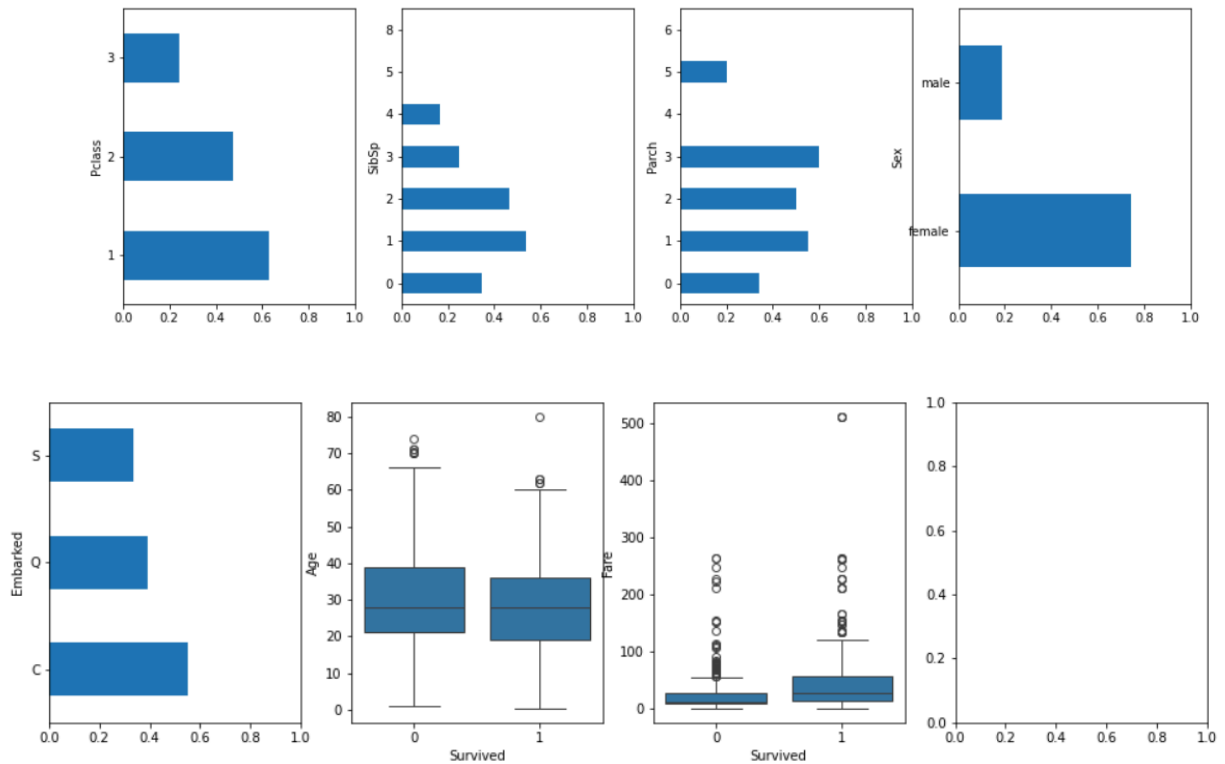 Pclass
3
2
1
0.0 0.2 0.4 0.6 0.8 1.0
SibSp
8
5
4
3
2
1
0
0.0 0.2 0.4 0.6 0.8 1.0
Parch
6
5
4
3
2
1
0
0.0 0.2 0.4 0.6 0.8 1.0
Sex
male
female
0.0 0.2 0.4 0.6 0.8 1.0
Embarked
S
Q
C
0.0 0.2 0.4 0.6 0.8 1.0
Age
80
70
60
50
40
30
20
10
0
0 1
Survived
Fare
500
400
300
200
100
0
0 1
Survived
1.0
0.8
0.6
0.4
0.2
0.0
0.0 0.2 0.4 0.6 0.8 1.0